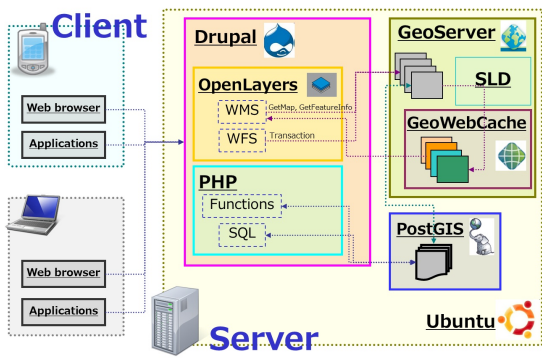 Client
Web browser
Applications
Web browser
Applications
Drupal
OpenLayers
WMS
GetMap, GetFeatureInfo
WFS
Transaction
PHP
Functions
SQL
GeoServer
SLD
GeoWebCache
PostGIS
Ubuntu
Server